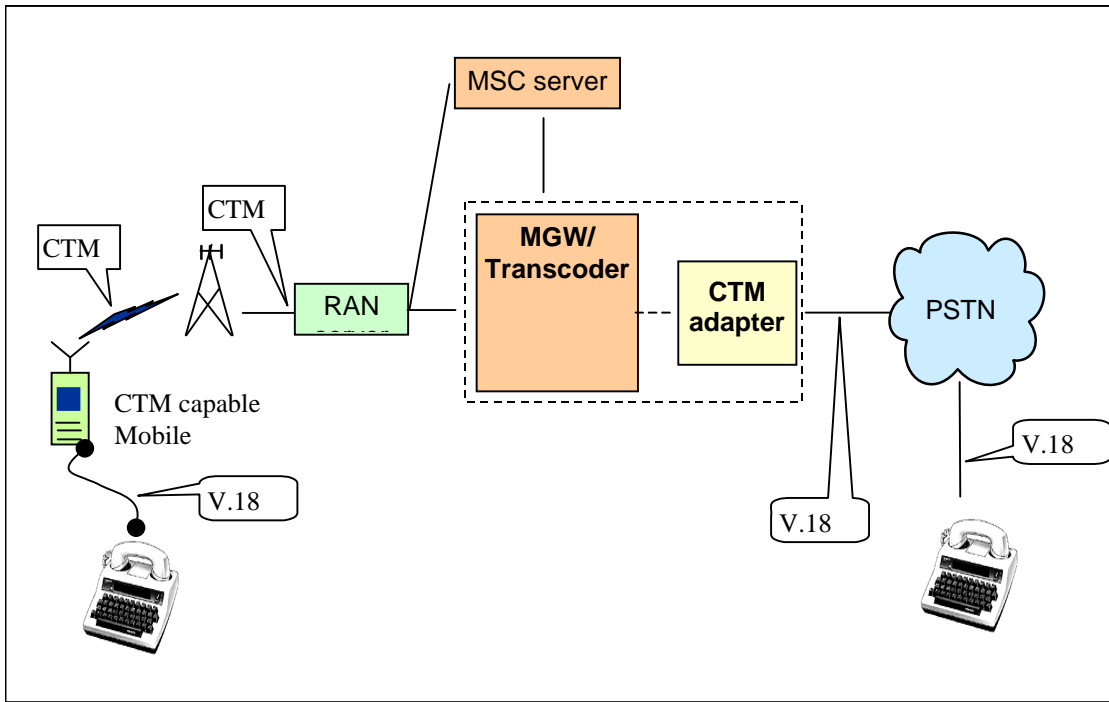 MSC server
CTM
CTM
MGW/
Transcoder
RAN
CTM
adapter
PSTN
CTM capable
Mobile
V.18
V.18
V.18